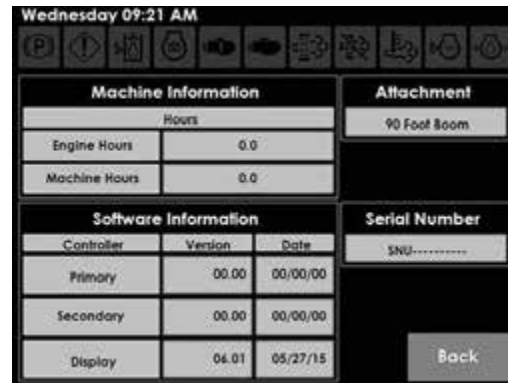 Wednesday 09:21 AM
Machine Information
Hours
Engine Hours 0.0
Machine Hours 0.0
Attachment
90 Foot Boom
Software Information
Controller Version Date
Primary 00.00 00/00/00
Secondary 00.00 00/00/00
Display 06.01 05/27/15
Serial Number
SNU----------
Back